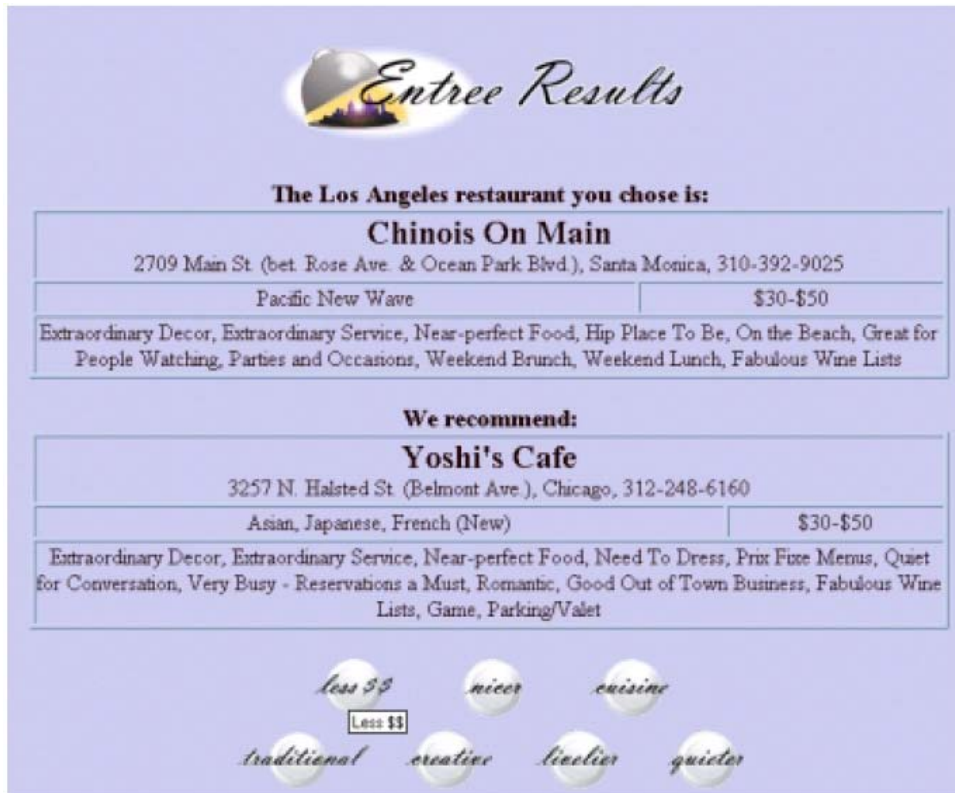 Entree Results
The Los Angeles restaurant you chose is:
Chinois On Main
2709 Main St. (bet. Rose Ave. & Ocean Park Blvd.), Santa Monica, 310-392-9025
Pacific New Wave $30-$50
Extraordinary Decor, Extraordinary Service, Near-perfect Food, Hip Place To Be, On the Beach, Great for
People Watching, Parties and Occasions, Weekend Brunch, Weekend Lunch, Fabulous Wine Lists
We recommend:
Yoshi's Cafe
3257 N. Halsted St. (Belmont Ave.), Chicago, 312-248-6160
Asian, Japanese, French (New) $30-$50
Extraordinary Decor, Extraordinary Service, Near-perfect Food, Need To Dress, Prix Fixe Menus, Quiet
for Conversation, Very Busy - Reservations a Must, Romantic, Good Out of Town Business, Fabulous Wine
Lists, Game, Parking/Valet
less $$ nicer cuisine
Less $$
traditional creative livelier quieter